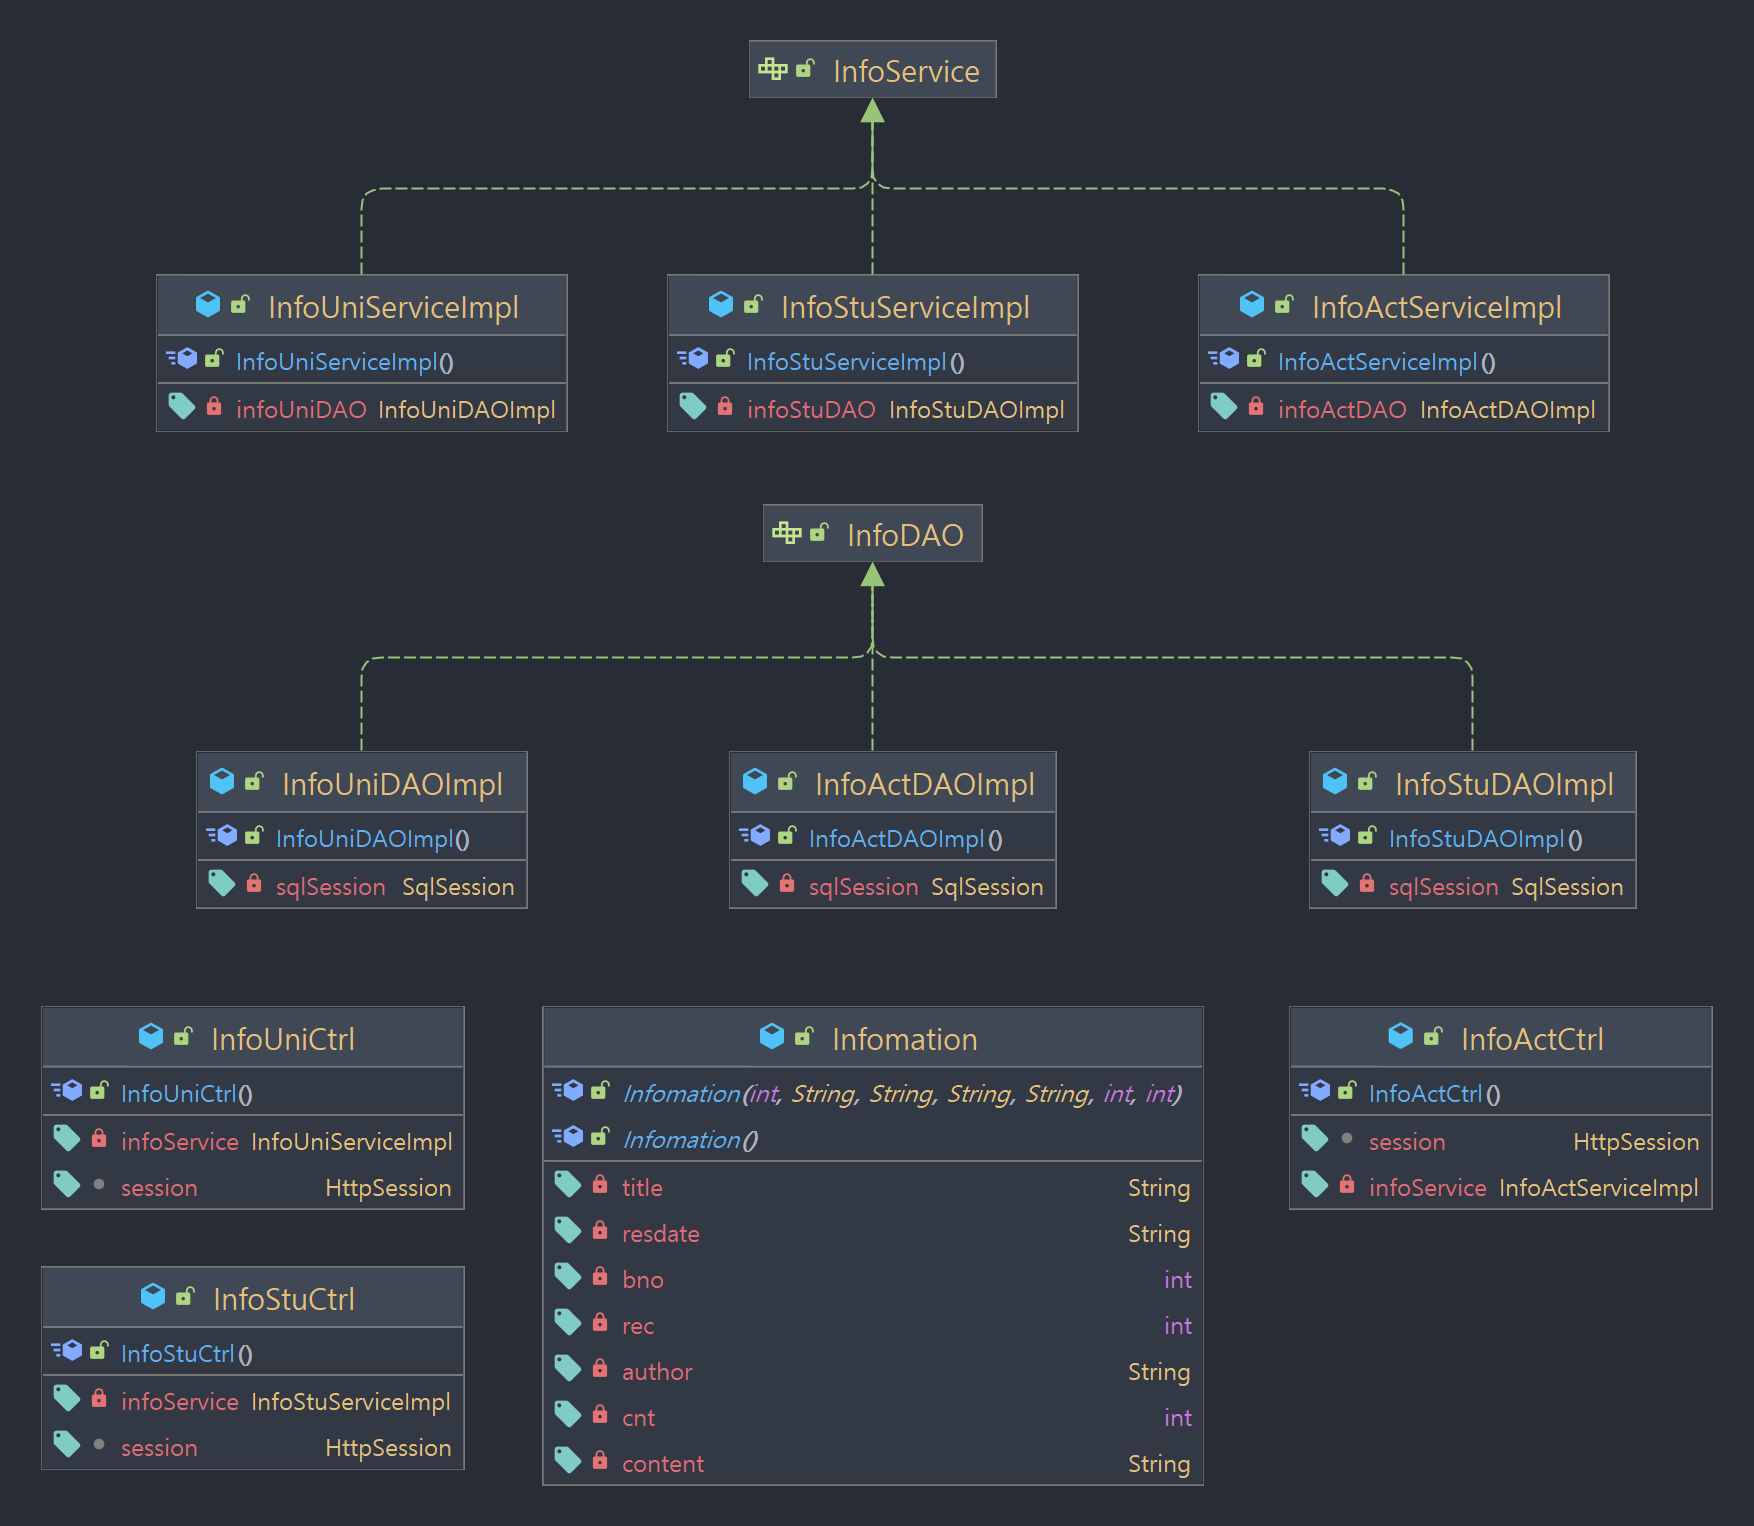 InfoService
InfoUniServiceImpl
InfoUniServiceImpl()
infoUniDAO InfoUniDAOImpl
InfoStuServiceImpl
InfoStuServiceImpl()
infoStuDAO InfoStuDAOImpl
InfoActServiceImpl
InfoActServiceImpl()
infoActDAO InfoActDAOImpl
InfoDAO
InfoUniDAOImpl
InfoUniDAOImpl()
sqlSession SqlSession
InfoActDAOImpl
InfoActDAOImpl()
sqlSession SqlSession
InfoStuDAOImpl
InfoStuDAOImpl()
sqlSession SqlSession
InfoUniCtrl
InfoUniCtrl()
infoService InfoUniServiceImpl
session HttpSession
Infomation
Infomation(int, String, String, String, String, int, int)
Infomation()
title String
resdate String
bno int
rec int
author String
cnt int
content String
InfoActCtrl
InfoActCtrl()
session HttpSession
infoService InfoActServiceImpl
InfoStuCtrl
InfoStuCtrl()
infoService InfoStuServiceImpl
session HttpSession